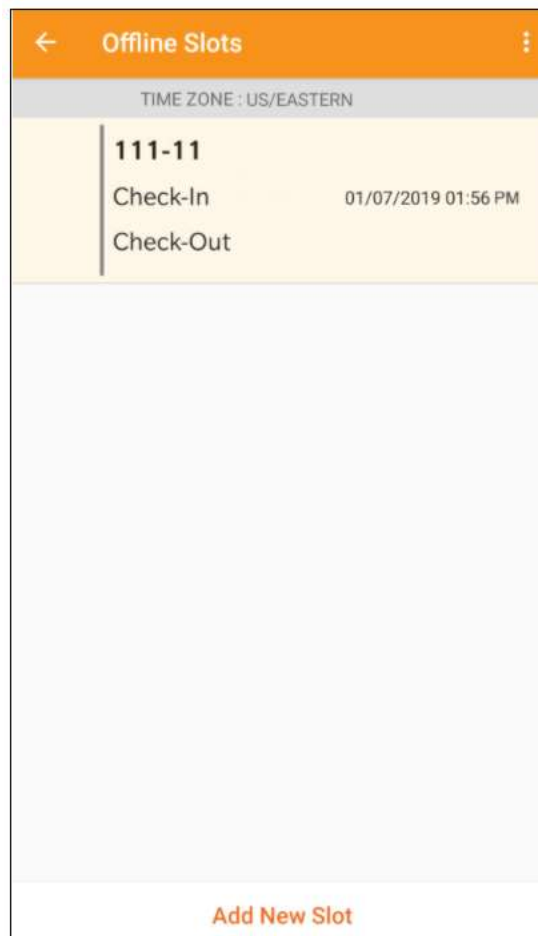 Offline Slots
TIME ZONE : US/EASTERN
111-11
Check-In 01/07/2019 01:56 PM
Check-Out
Add New Slot